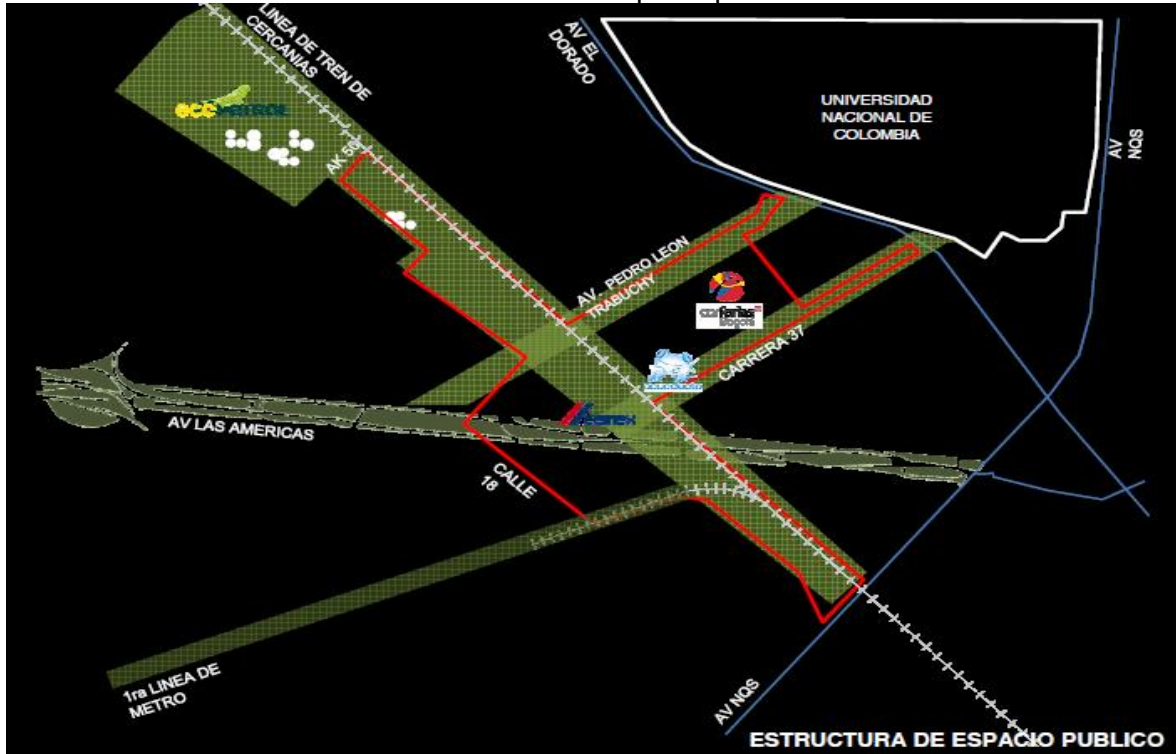 LINEA DE TREN DE
CERCANIAS
AV EL
DORADO
UNIVERSIDAD
NACIONAL DE
COLOMBIA
AV
NQS
AK 50
AV. PEDRO LEON
TRABUCHY
CARRERA 37
AV LAS AMERICAS
CALLE
18
1ra LINEA DE
METRO
AV NQS
ESTRUCTURA DE ESPACIO PUBLICO